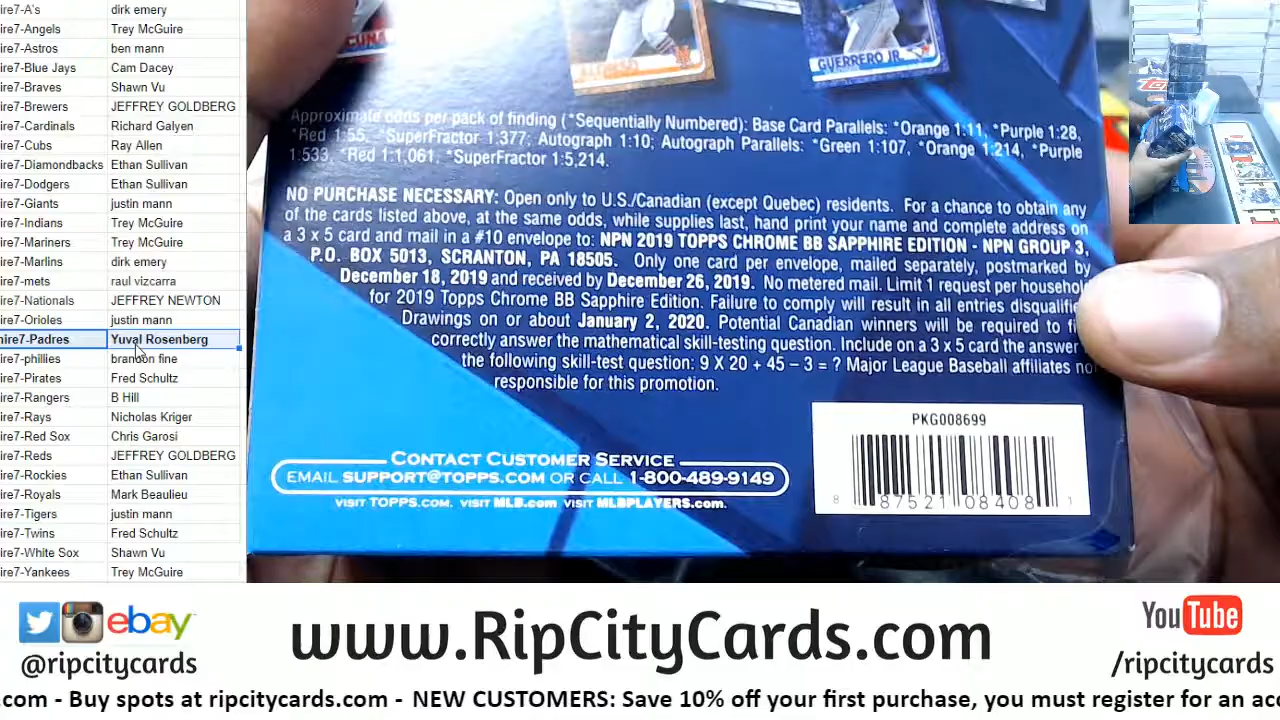 ire7-A's dirk emery
ire7-Angels Trey McGuire
ire7-Astros ben mann
ire7-Blue Jays Cam Dacey
ire7-Braves Shawn Vu
ire7-Brewers JEFFREY GOLDBERG
ire7-Cardinals Richard Galyen
ire7-Cubs Ray Allen
ire7-Diamondbacks Ethan Sullivan
ire7-Dodgers Ethan Sullivan
ire7-Giants justin mann
ire7-Indians Trey McGuire
ire7-Mariners Trey McGuire
ire7-Marlins dirk emery
ire7-mets raul vizcarra
ire7-Nationals JEFFREY NEWTON
ire7-Orioles justin mann
hire7-Padres Yuval Rosenberg
ire7-phillies brandon fine
ire7-Pirates Fred Schultz
ire7-Rangers B Hill
ire7-Rays Nicholas Kriger
ire7-Red Sox Chris Garosi
ire7-Reds JEFFREY GOLDBERG
ire7-Rockies Ethan Sullivan
ire7-Royals Mark Beaulieu
ire7-Tigers justin mann
ire7-Twins Fred Schultz
ire7-White Sox Shawn Vu
ire7-Yankees Trey McGuire
GUERRERO JR.
Approximate odds per pack of finding (*Sequentially Numbered): Base Card Parallels: *Orange 1:11, *Purple 1:28,
*Red 1:55, *SuperFractor 1:377; Autograph 1:10; Autograph Parallels: *Green 1:107, *Orange 1:214, *Purple
1:533, *Red 1:1,061, *SuperFractor 1:5,214.
NO PURCHASE NECESSARY: Open only to U.S./Canadian (except Quebec) residents. For a chance to obtain any
of the cards listed above, at the same odds, while supplies last, hand print your name and complete address on
a 3 x 5 card and mail in a #10 envelope to: NPN 2019 TOPPS CHROME BB SAPPHIRE EDITION - NPN GROUP 3,
P.O. BOX 5013, SCRANTON, PA 18505. Only one card per envelope, mailed separately, postmarked by
December 18, 2019 and received by December 26, 2019. No metered mail. Limit 1 request per household
for 2019 Topps Chrome BB Sapphire Edition. Failure to comply will result in all entries disqualifie
Drawings on or about January 2, 2020. Potential Canadian winners will be required to fi
correctly answer the mathematical skill-testing question. Include on a 3 x 5 card the answer
the following skill-test question: 9 X 20 + 45 – 3 = ? Major League Baseball affiliates no
responsible for this promotion.
PKG008699
8 87521 08408 1
CONTACT CUSTOMER SERVICE
EMAIL SUPPORT@TOPPS.COM OR CALL 1-800-489-9149
VISIT TOPPS.COM. VISIT MLB.com VISIT MLBPLAYERS.com.
ebay
@ripcitycards
www.RipCityCards.com
YouTube
/ripcitycards
.com - Buy spots at ripcitycards.com - NEW CUSTOMERS: Save 10% off your first purchase, you must register for an acc